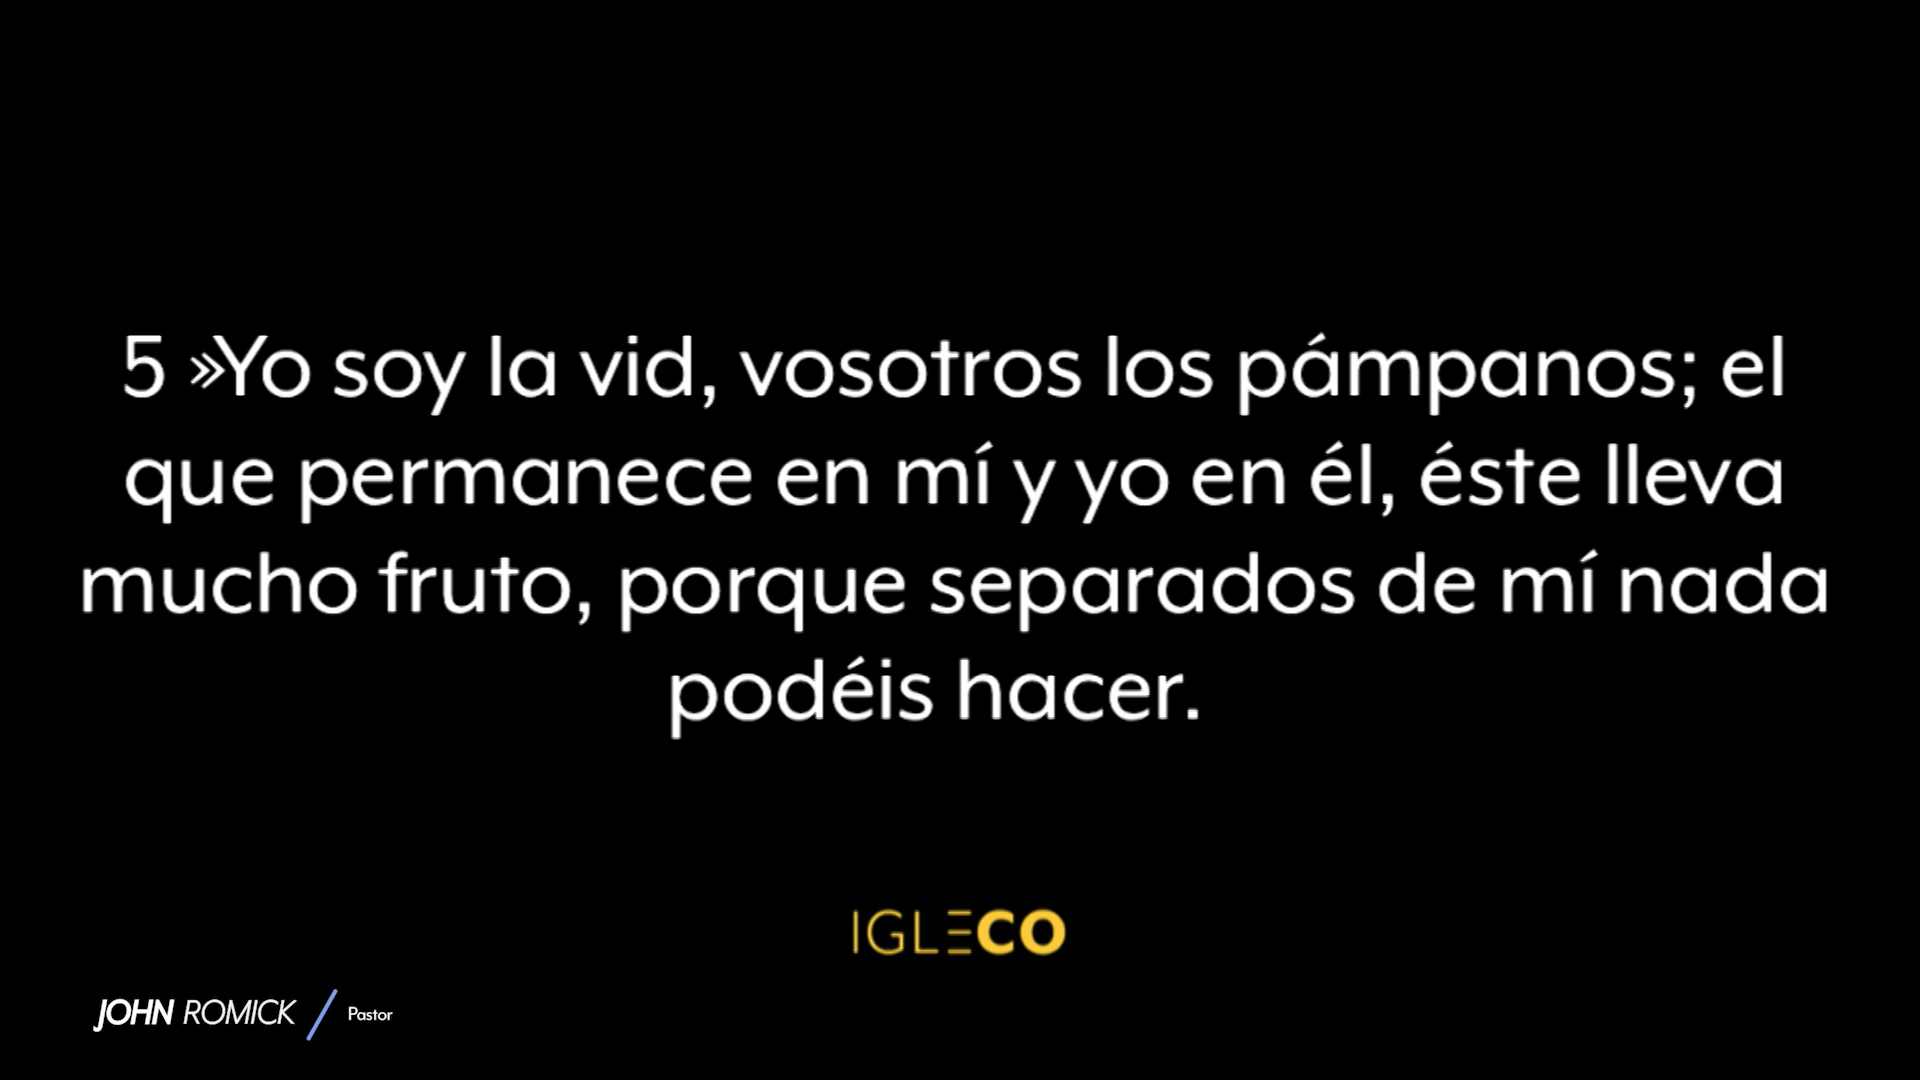 5 »Yo soy la vid, vosotros los pámpanos; el
que permanece en mí y yo en él, éste lleva
mucho fruto, porque separados de mí nada
podéis hacer.
IGLECO
JOHN ROMICK / Pastor